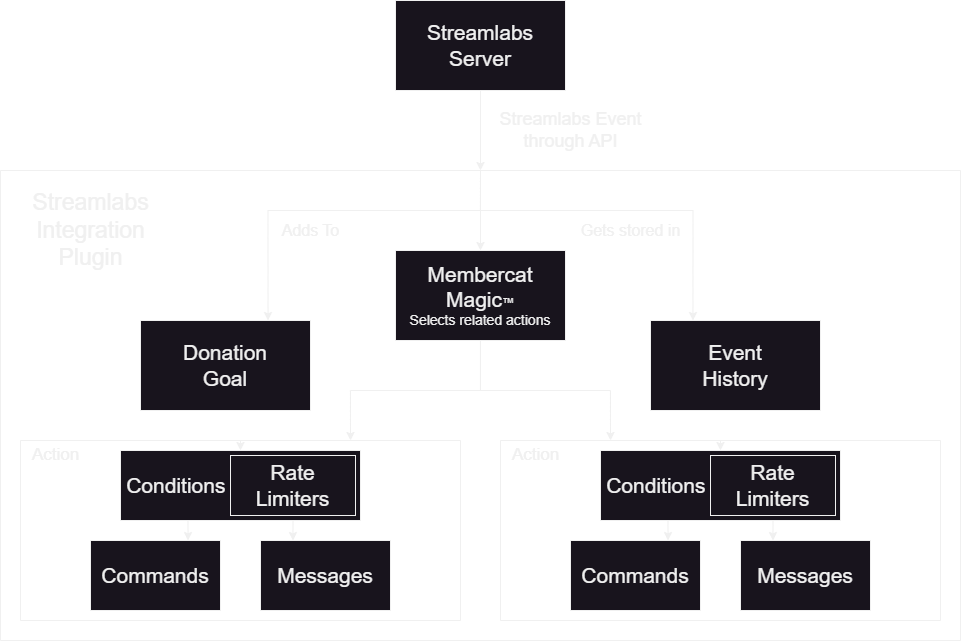 Streamlabs
Server
Streamlabs Event
through API
Streamlabs
Integration
Plugin
Adds To
Gets stored in
Membercat
Magic™
Selects related actions
Donation
Goal
Event
History
Action
Conditions
Rate
Limiters
Commands
Messages
Action
Conditions
Rate
Limiters
Commands
Messages